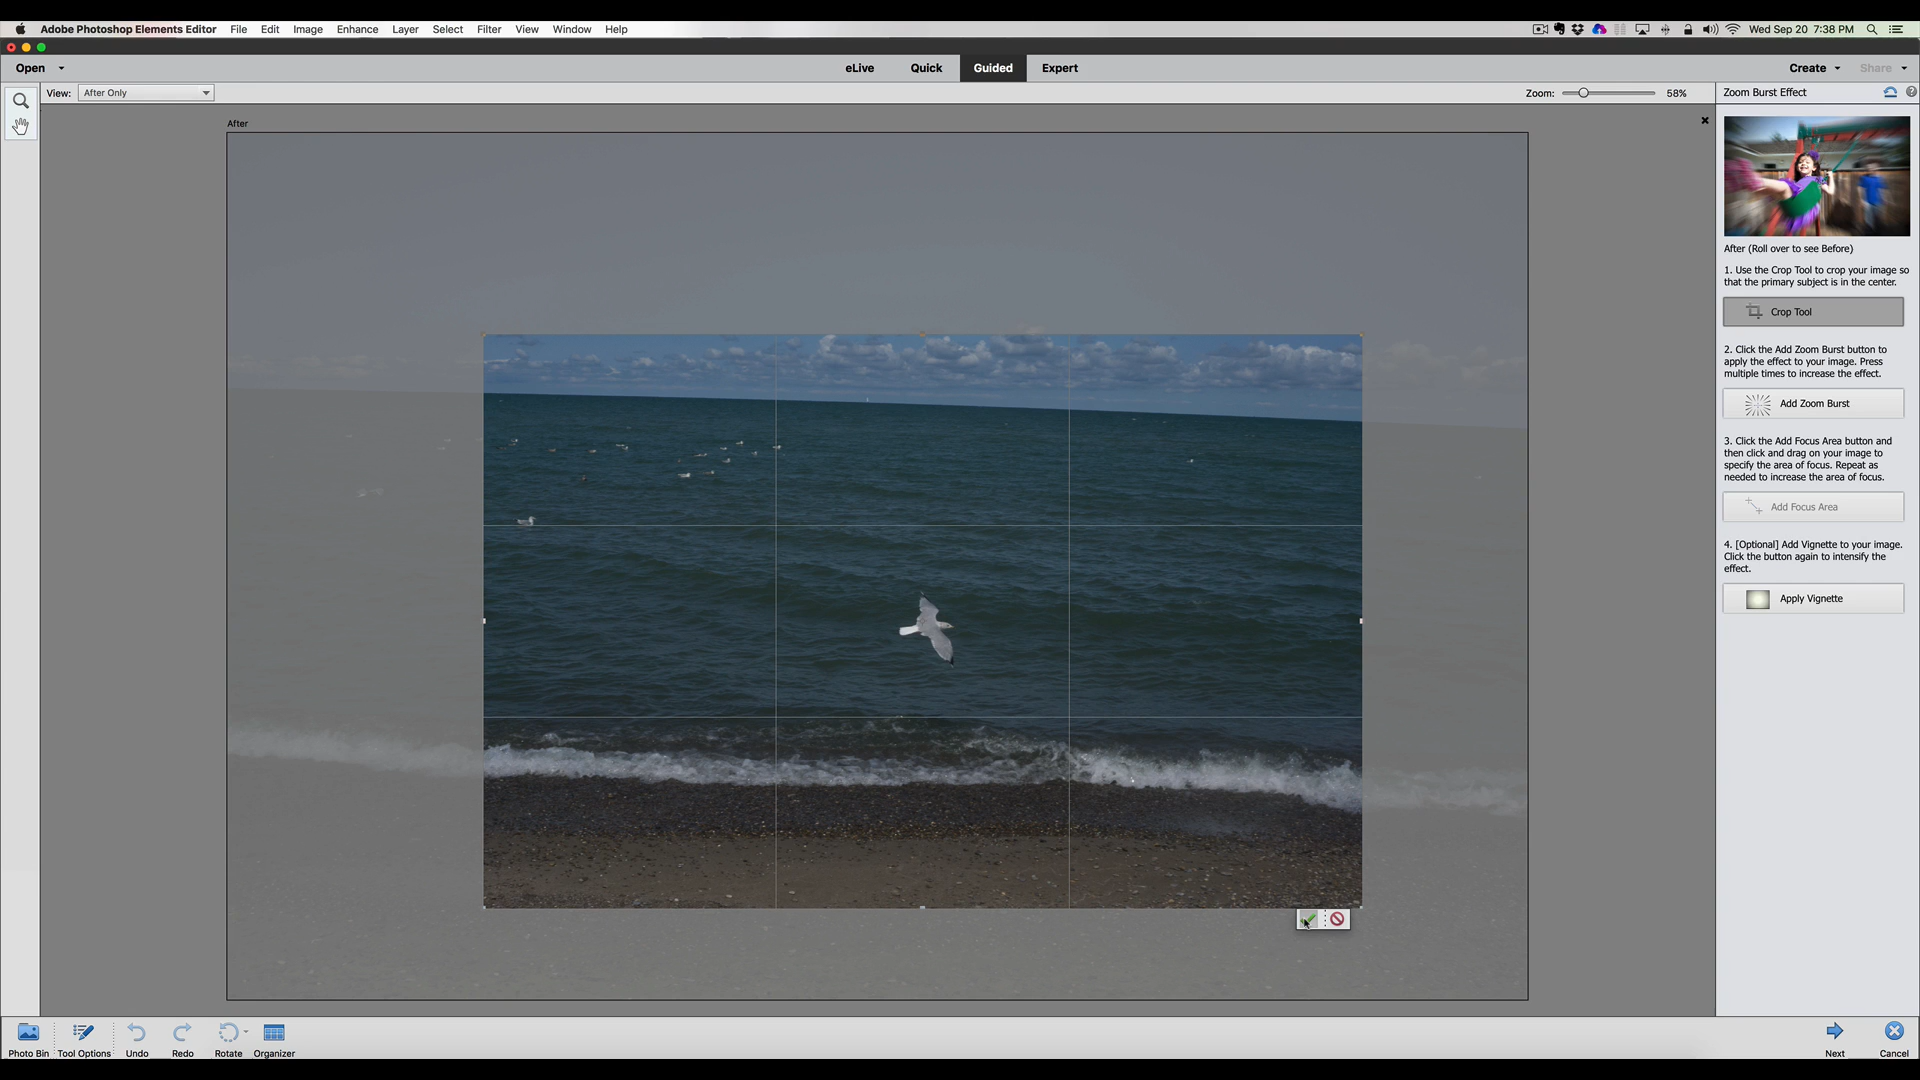 Adobe Photoshop Elements Editor File Edit Image Enhance Layer Select Filter View Window Help Wed Sep 20 7:38 PM
Open eLive Quick Guided Expert Create Share
View: After Only Zoom: 58% Zoom Burst Effect
After
After (Roll over to see Before)
1. Use the Crop Tool to crop your image so
that the primary subject is in the center.
Crop Tool
2. Click the Add Zoom Burst button to
apply the effect to your image. Press
multiple times to increase the effect.
Add Zoom Burst
3. Click the Add Focus Area button and
then click and drag on your image to
specify the area of focus. Repeat as
needed to increase the area of focus.
Add Focus Area
4. [Optional] Add Vignette to your image.
Click the button again to intensify the
effect.
Apply Vignette
Photo Bin Tool Options Undo Redo Rotate Organizer Next Cancel